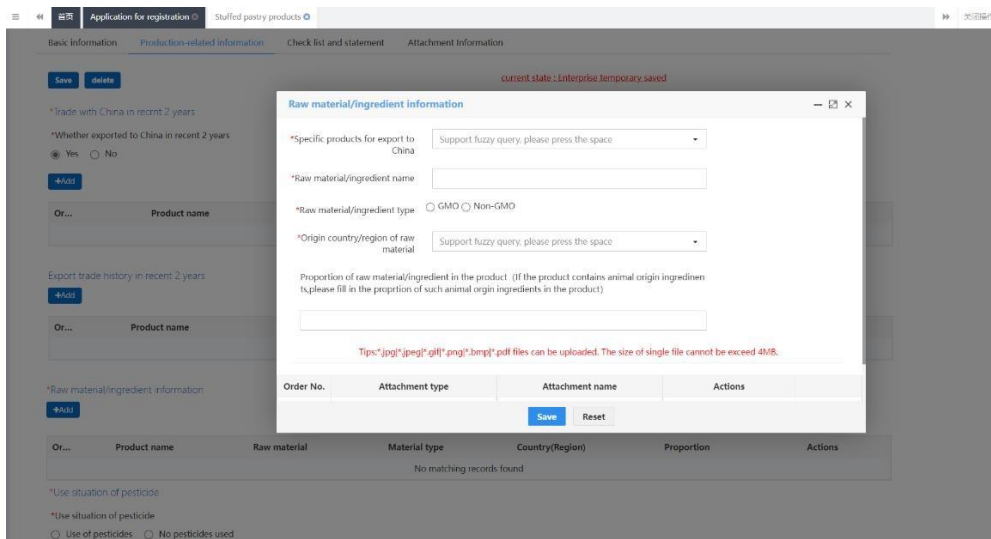 首页
Application for registration
Stuffed pastry products
关闭操作
Basic information
Production-related information
Check list and statement
Attachment Information
Save
delete
current state : Enterprise temporary saved
*Trade with China in recrnt 2 years
*Whether exported to China in recent 2 years
Yes
No
+Add
Or...
Product name
Export trade history in recent 2 years
+Add
Or...
Product name
*Raw material/ingredient information
+Add
Or...
Product name
Raw material
Material type
Country(Region)
Proportion
Actions
No matching records found
*Use situation of pesticide
*Use situation of pesticide
Use of pesticides
No pesticides used
Raw material/ingredient information
*Specific products for export to
China
Support fuzzy query, please press the space
*Raw material/ingredient name
*Raw material/ingredient type
GMO
Non-GMO
*Origin country/region of raw
material
Support fuzzy query, please press the space
Proportion of raw material/ingredient in the product (If the product contains animal origin ingredinen
ts,please fill in the proprtion of such animal orgin ingredients in the product)
Tips:*.jpg|*.jpeg|*.gif|*.png|*.bmp|*.pdf files can be uploaded. The size of single file cannot be exceed 4MB.
Order No.
Attachment type
Attachment name
Actions
Save
Reset